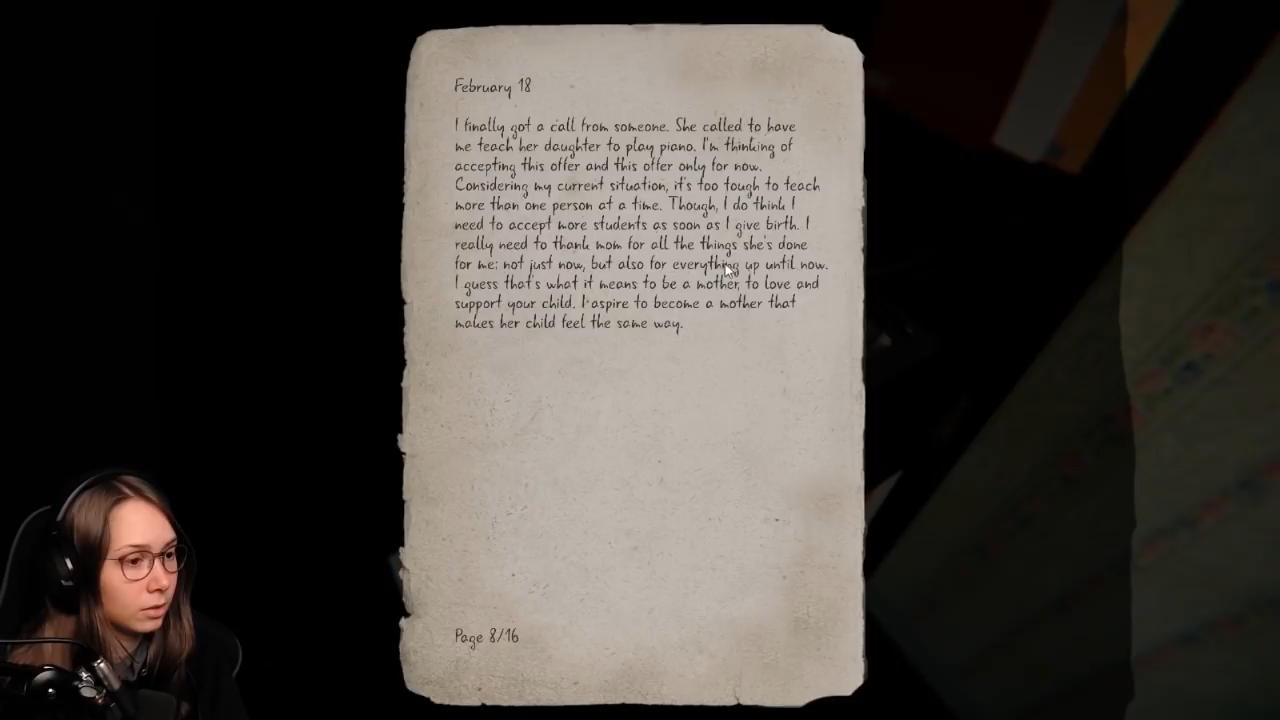 February 18
I finally got a call from someone. She called to have
me teach her daughter to play piano. I'm thinking of
accepting this offer and this offer only for now.
Considering my current situation, it's too tough to teach
more than one person at a time. Though, I do think I
need to accept more students as soon as I give birth. I
really need to thank mom for all the things she's done
for me; not just now, but also for everything up until now.
I guess that's what it means to be a mother, to love and
support your child. I aspire to become a mother that
makes her child feel the same way.
Page 8/16